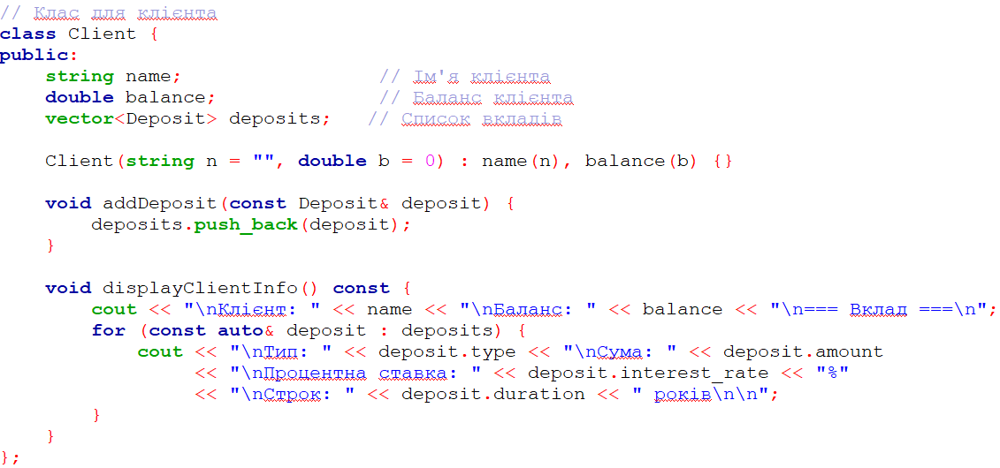 // Клас для клієнта
class Client {
public:
    string name;                 // Ім'я клієнта
    double balance;              // Баланс клієнта
    vector<Deposit> deposits;   // Список вкладів

    Client(string n = "", double b = 0) : name(n), balance(b) {}

    void addDeposit(const Deposit& deposit) {
        deposits.push_back(deposit);
    }

    void displayClientInfo() const {
        cout << "\nКлієнт: " << name << "\nБаланс: " << balance << "\n=== Вклад ===\n";
        for (const auto& deposit : deposits) {
            cout << "\nТип: " << deposit.type << "\nСума: " << deposit.amount
                 << "\nПроцентна ставка: " << deposit.interest_rate << "%"
                 << "\nСтрок: " << deposit.duration << " років\n\n";
        }
    }
};